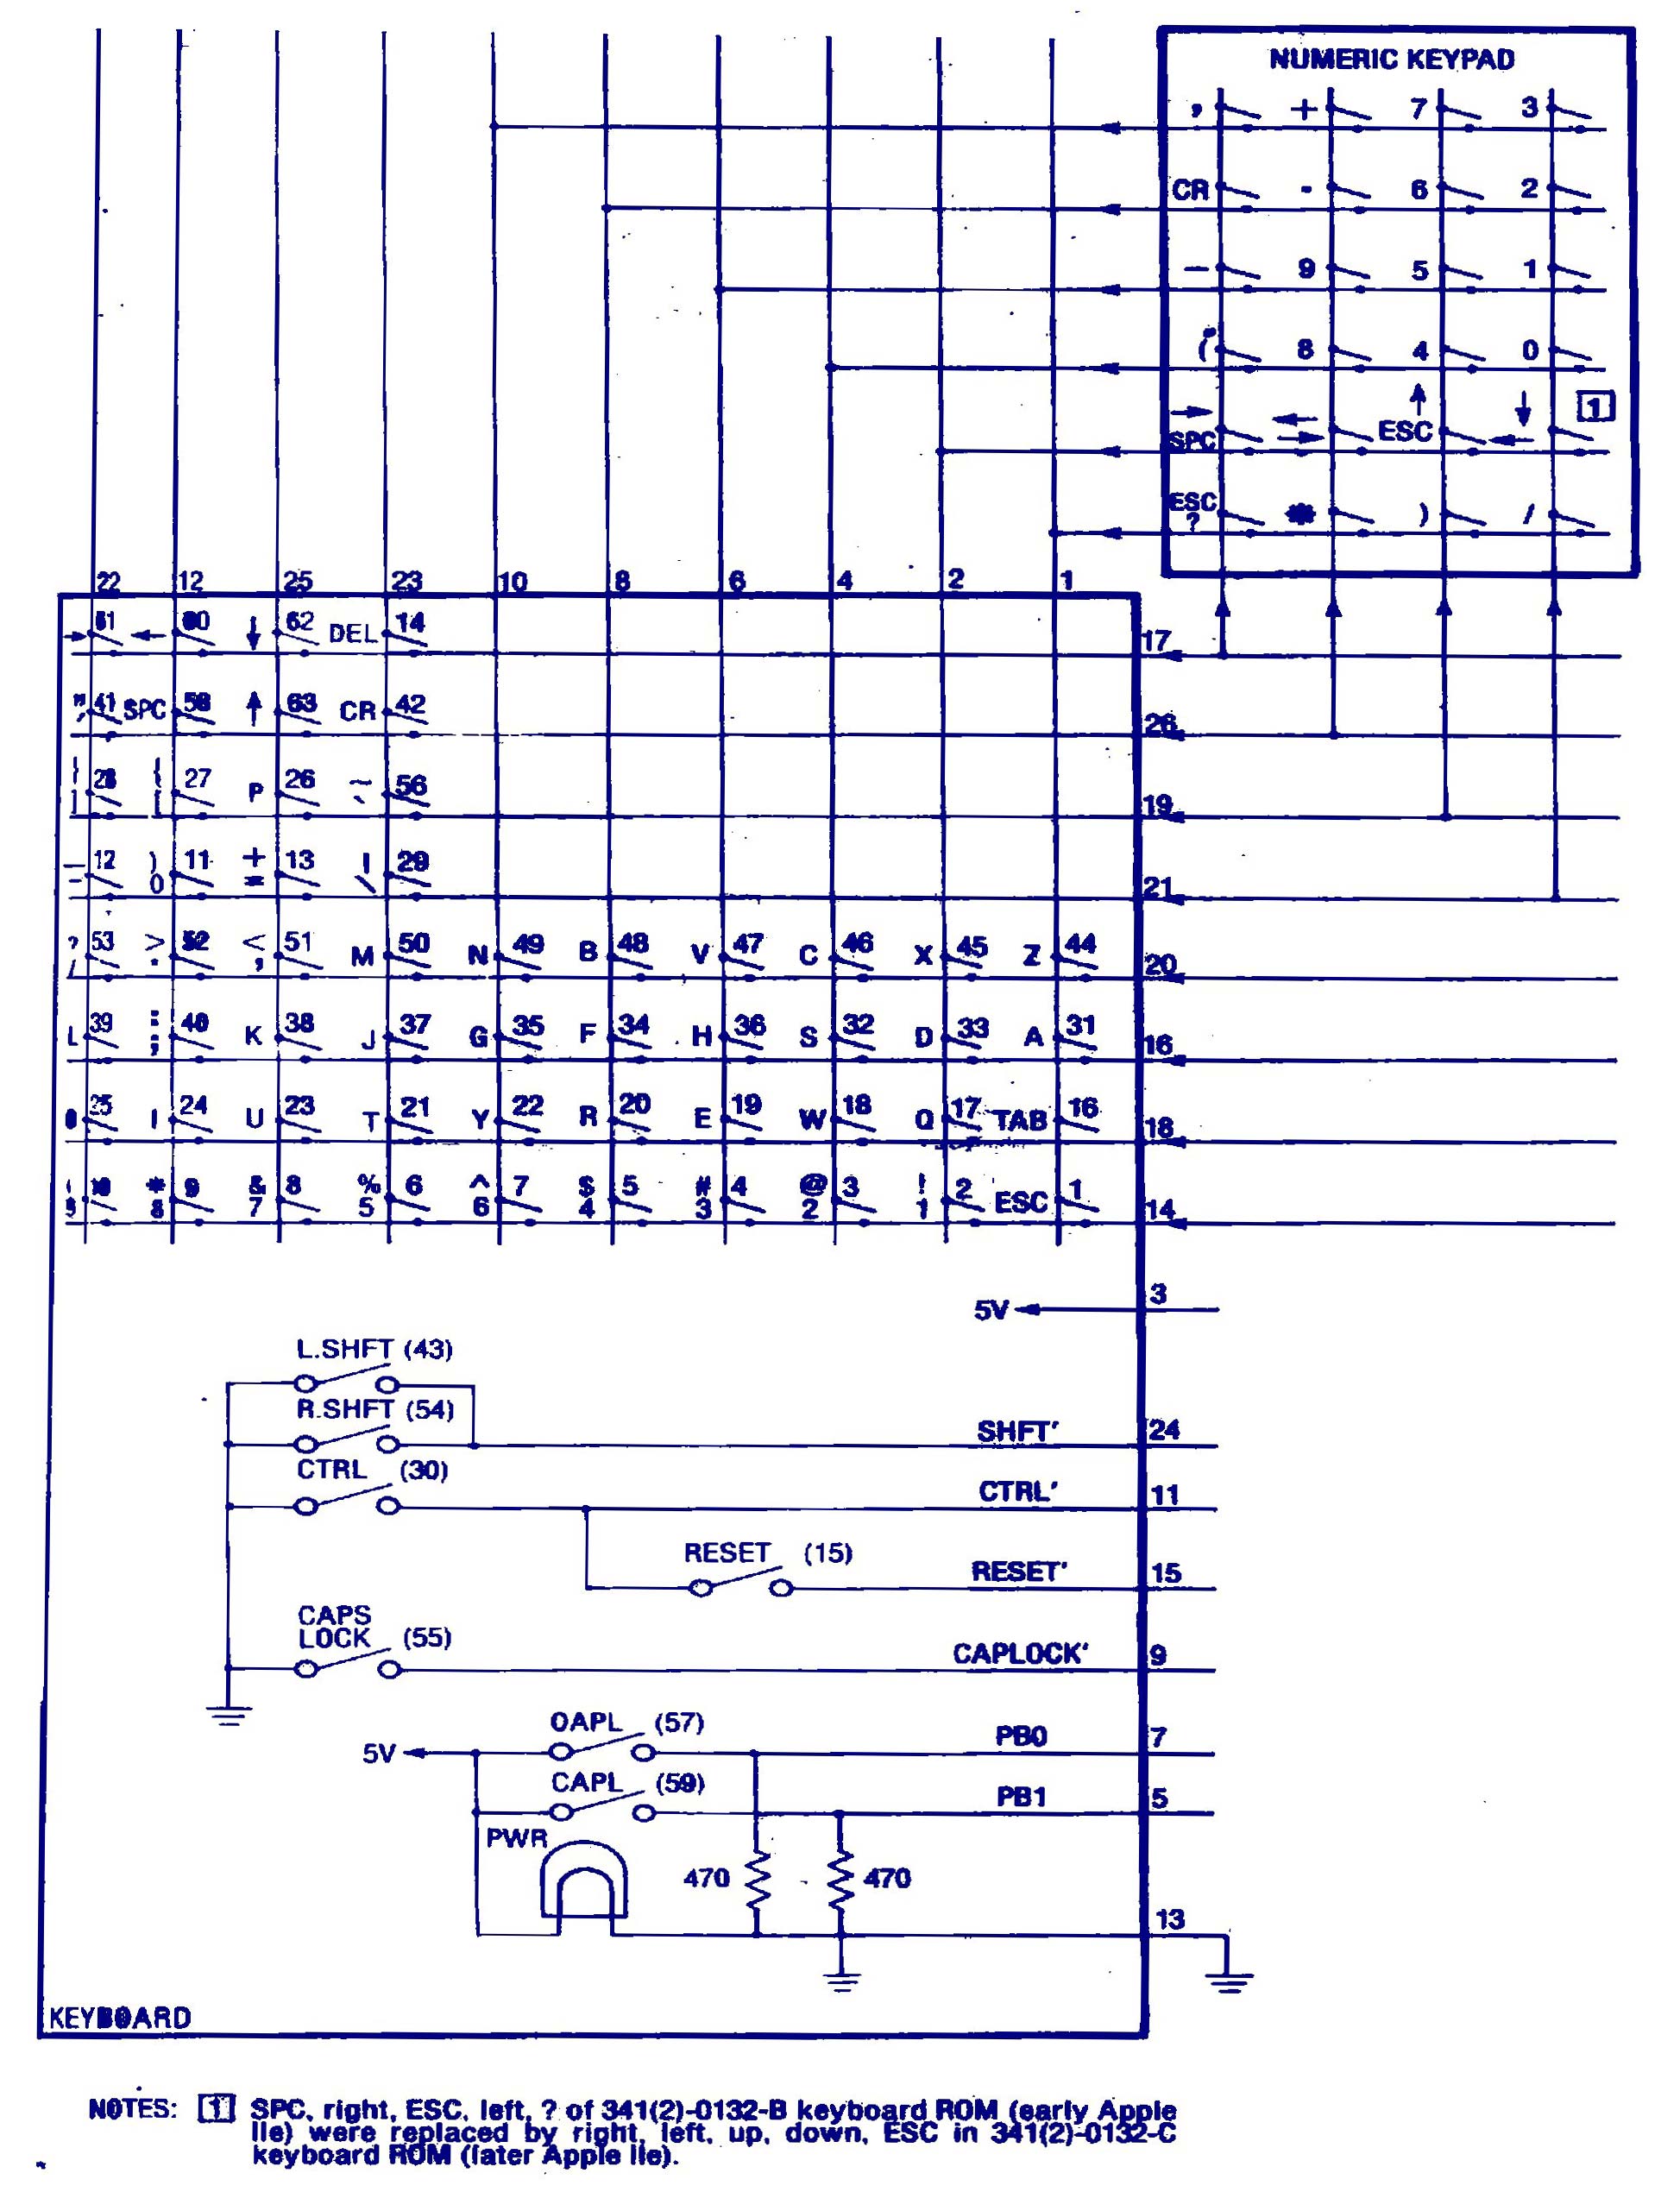 NUMERIC KEYPAD
, + 7 3
CR - 6 2
— 9 5 1
( 8 4 0
→ ← ↑ ↓ 1
SPC → ESC ←
ESC
? * ) /
22 12 25 23 10 8 6 4 2 1
→ 61 ← 60 ↓ 62 DEL 14 17
" 41 SPC 58 ↑ 63 CR 42 26
'
} 28 { 27 P 26 ~ 56 19
] [ `
— 12 ) 11 + 13 | 29 21
- 0 = \
? 53 > 52 < 51 M 50 N 49 B 48 V 47 C 46 X 45 Z 44 20
/ . ,
L 39 : 40 K 38 J 37 G 35 F 34 H 36 S 32 D 33 A 31 16
;
25 I 24 U 23 T 21 Y 22 R 20 E 19 W 18 Q 17 TAB 16 18
( 10 * 9 & 8 % 6 ^ 7 $ 5 # 4 @ 3 ! 2 ESC 1 14
8 7 5 6 4 3 2 1
5V 3
L.SHFT (43)
R.SHFT (54)
SHFT' 24
CTRL (30)
CTRL' 11
RESET (15)
RESET' 15
CAPS
LOCK (55)
CAPLOCK' 9
OAPL (57)
5V PB0 7
CAPL (59)
PB1 5
PWR
470 470
13
KEYBOARD
NOTES: 1 SPC, right, ESC, left, ? of 341(2)-0132-B keyboard ROM (early Apple
IIe) were replaced by right, left, up, down, ESC in 341(2)-0132-C
keyboard ROM (later Apple IIe).